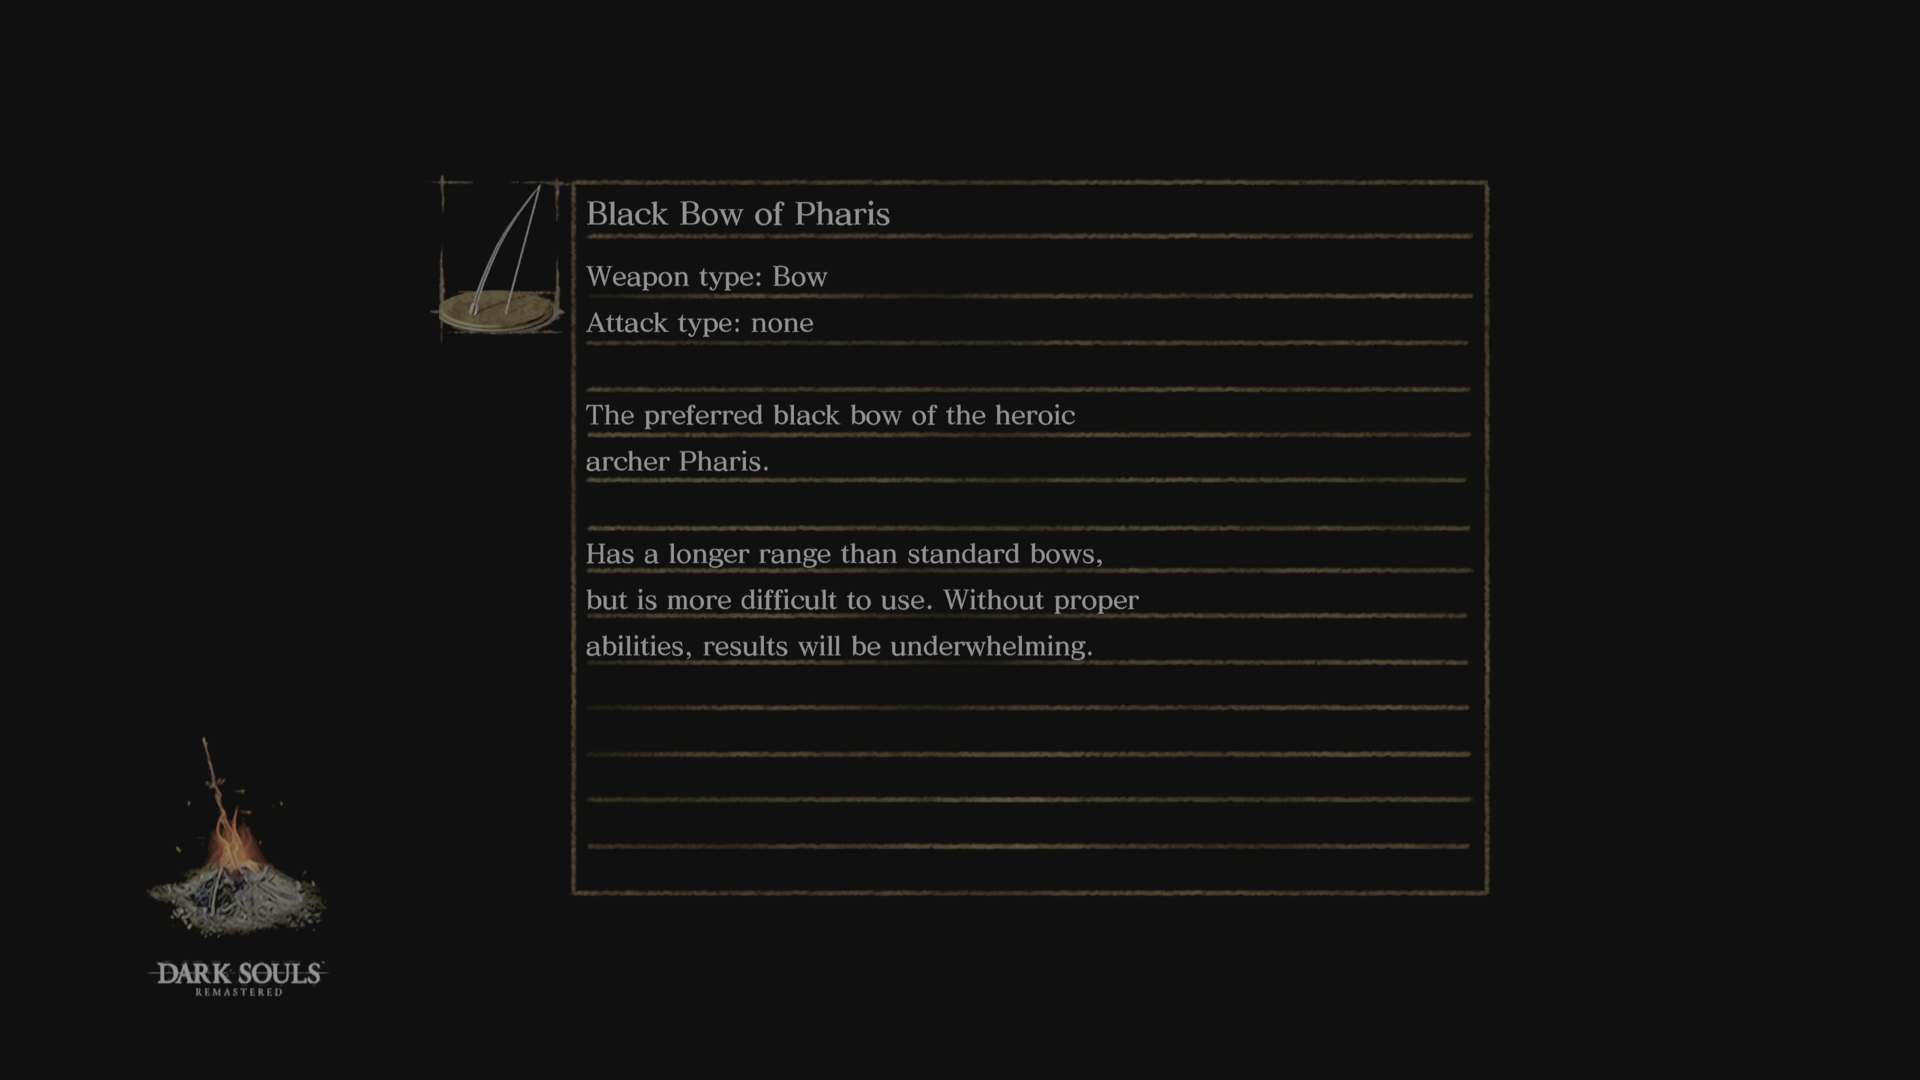 Black Bow of Pharis
Weapon type: Bow
Attack type: none
The preferred black bow of the heroic
archer Pharis.
Has a longer range than standard bows,
but is more difficult to use. Without proper
abilities, results will be underwhelming.
DARK SOULS
REMASTERED